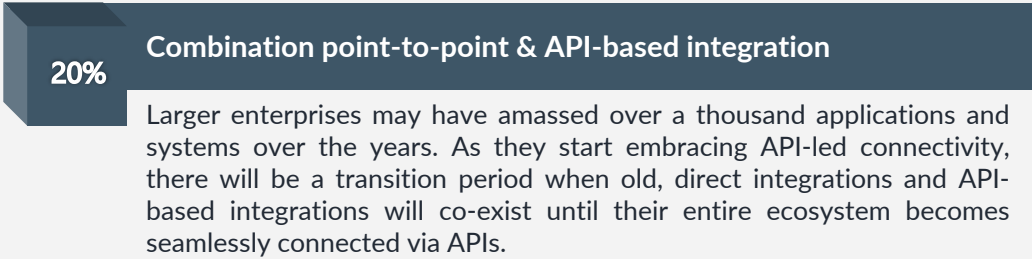 20%
Combination point-to-point & API-based integration
Larger enterprises may have amassed over a thousand applications and
systems over the years. As they start embracing API-led connectivity,
there will be a transition period when old, direct integrations and API-
based integrations will co-exist until their entire ecosystem becomes
seamlessly connected via APIs.